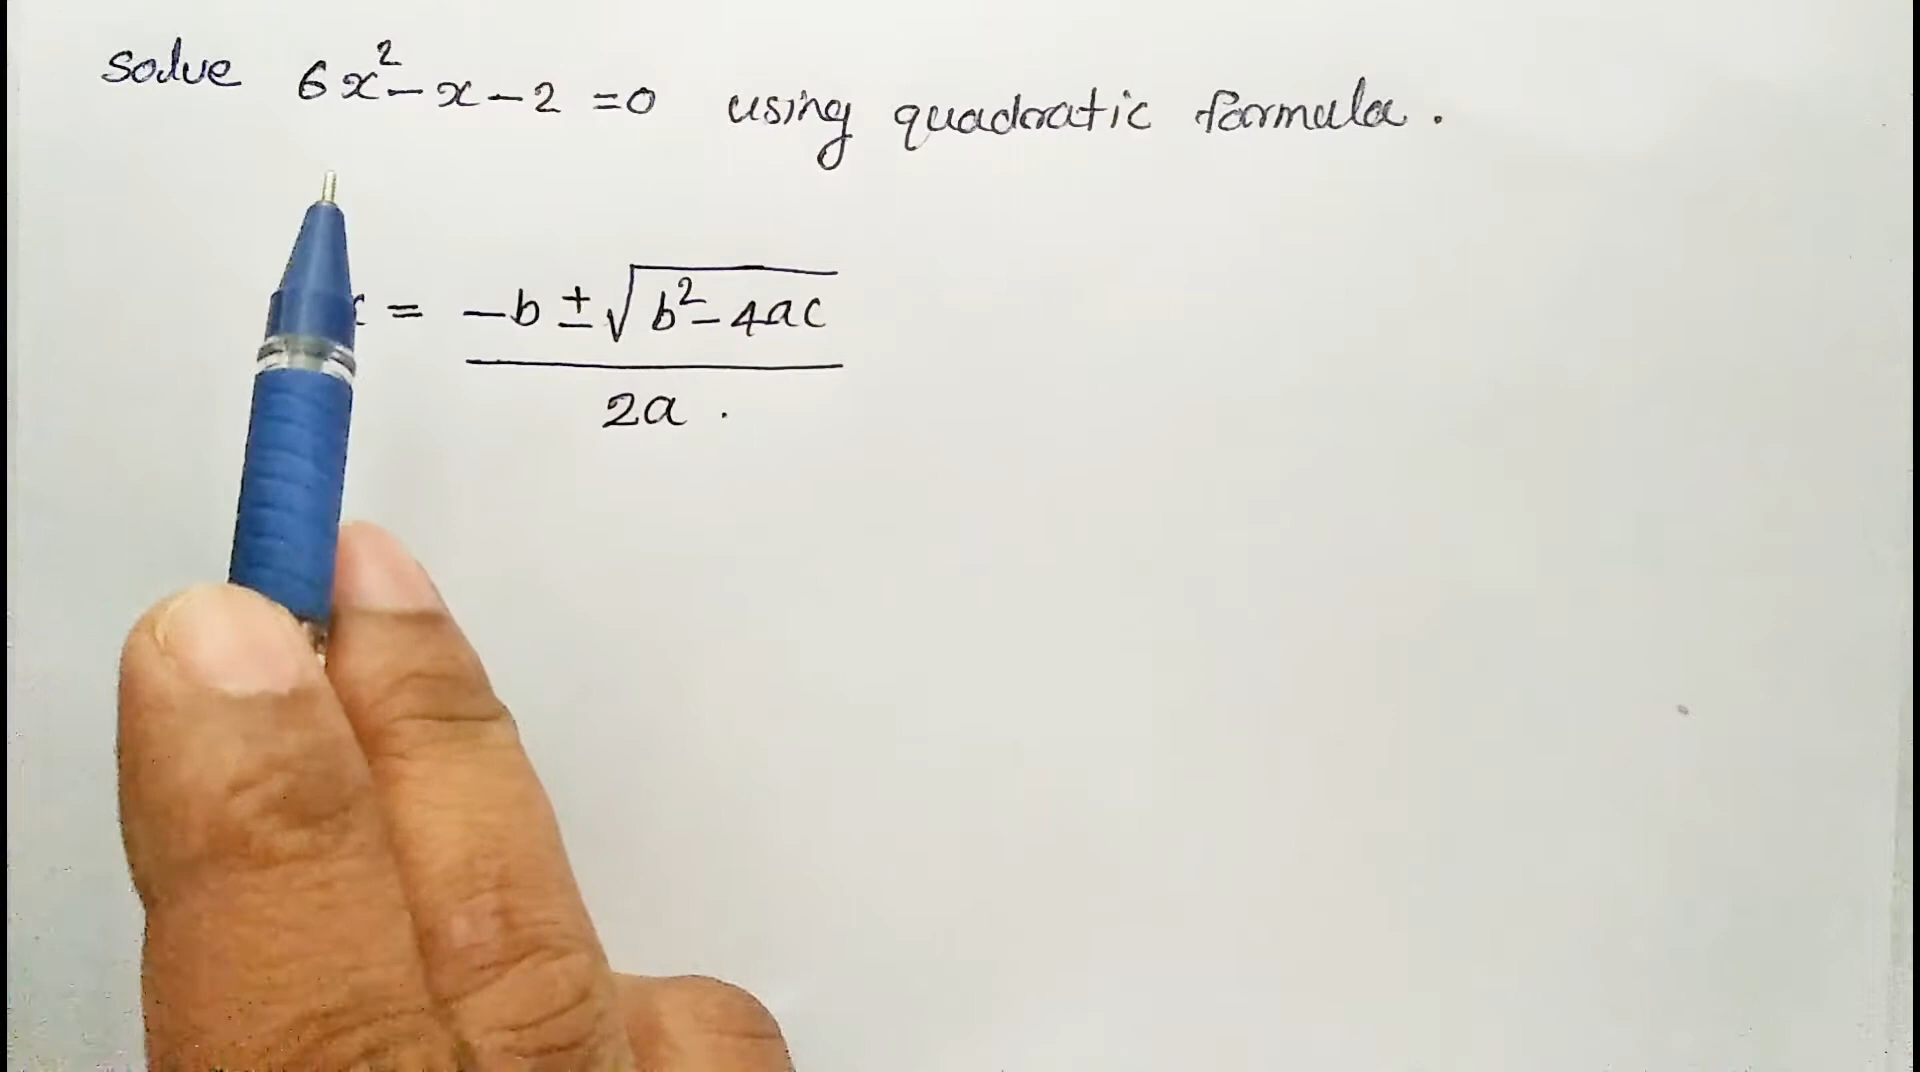 Solve 6x²-x-2=0 using quadratic formula.
x = -b ± √b²-4ac
2a .